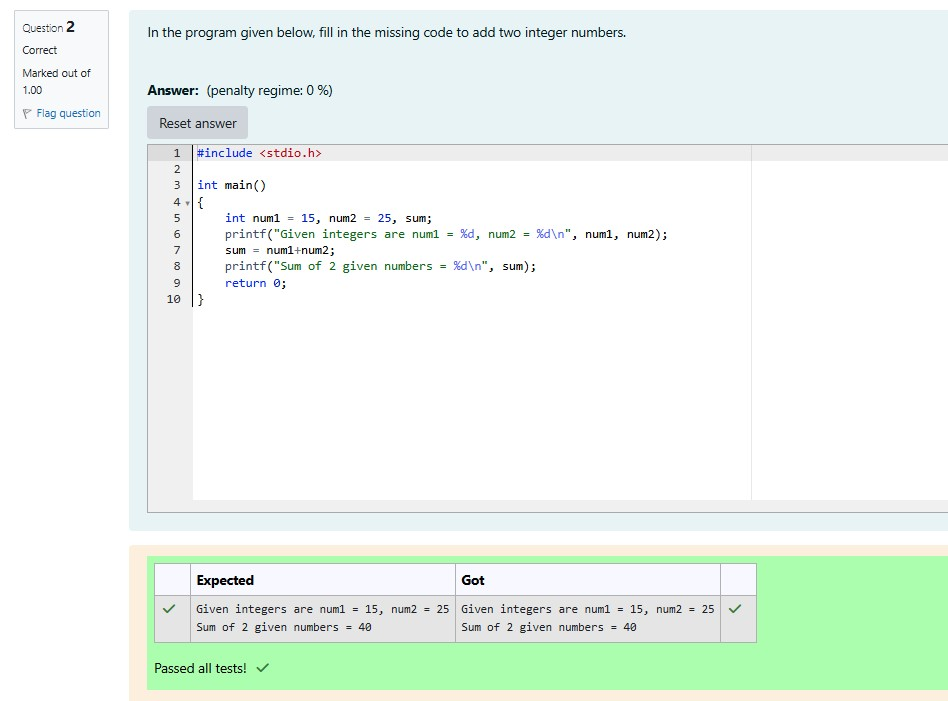 Question 2
Correct
Marked out of
1.00
Flag question
In the program given below, fill in the missing code to add two integer numbers.
Answer: (penalty regime: 0 %)
Reset answer
1 #include <stdio.h>
2
3 int main()
4 {
5     int num1 = 15, num2 = 25, sum;
6     printf("Given integers are num1 = %d, num2 = %d\n", num1, num2);
7     sum = num1+num2;
8     printf("Sum of 2 given numbers = %d\n", sum);
9     return 0;
10 }
Expected Got
Given integers are num1 = 15, num2 = 25 Given integers are num1 = 15, num2 = 25
Sum of 2 given numbers = 40 Sum of 2 given numbers = 40
Passed all tests!